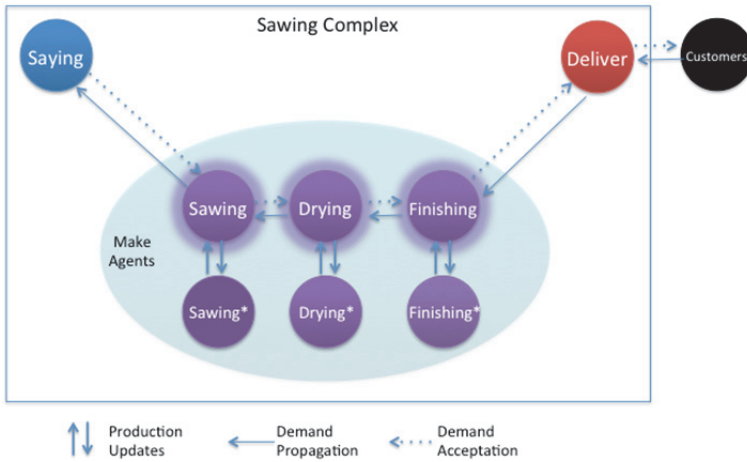 Sawing Complex
Saying
Deliver
Customers
Sawing
Drying
Finishing
Make
Agents
Sawing*
Drying*
Finishing*
Production
Updates
Demand
Propagation
Demand
Acceptation